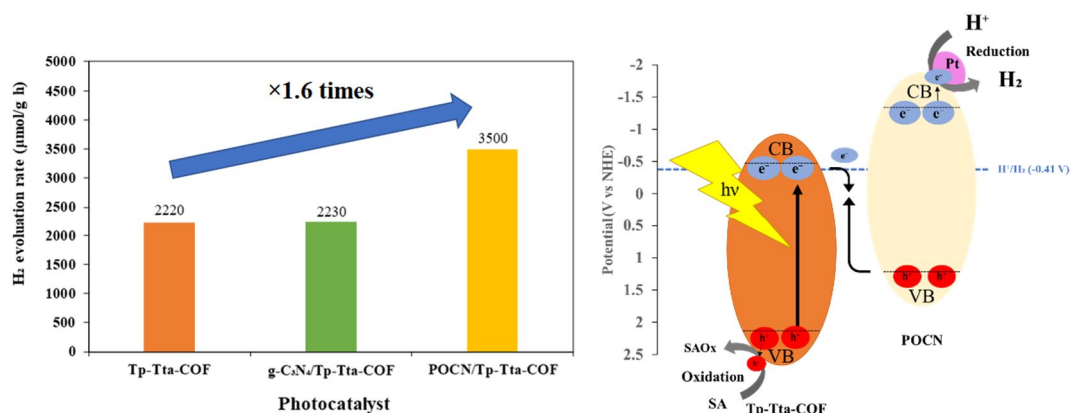 H₂ evaluation rate (μmol/g h)
5000
4500
4000
3500
3000
2500
2000
1500
1000
500
0
×1.6 times
2220
2230
3500
Tp-Tta-COF
g-C₃N₄/Tp-Tta-COF
POCN/Tp-Tta-COF
Photocatalyst
Potential (V vs NHE)
-2
-1.5
-1
-0.5
0
0.5
1
1.5
2
2.5
H⁺
Reduction
Pt
e⁻
H₂
CB
e⁻ e⁻
CB
e⁻ e⁻
e⁻
H⁺/H₂ (-0.41 V)
hν
h⁺ h⁺
VB
POCN
h⁺ h⁺
VB
SAOx
Oxidation
SA
Tp-Tta-COF